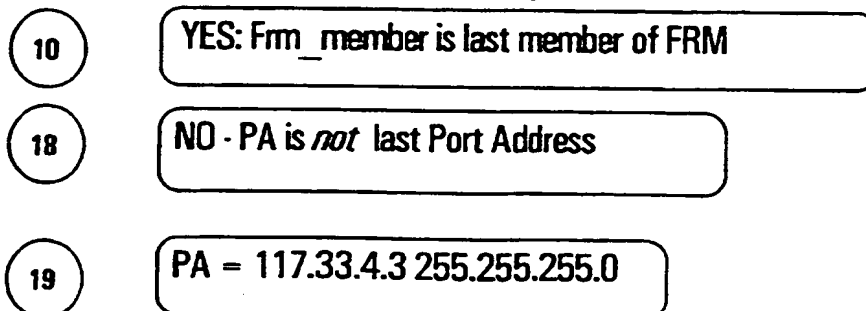 10 YES: Frm_member is last member of FRM
18 NO - PA is not last Port Address
19 PA = 117.33.4.3 255.255.255.0